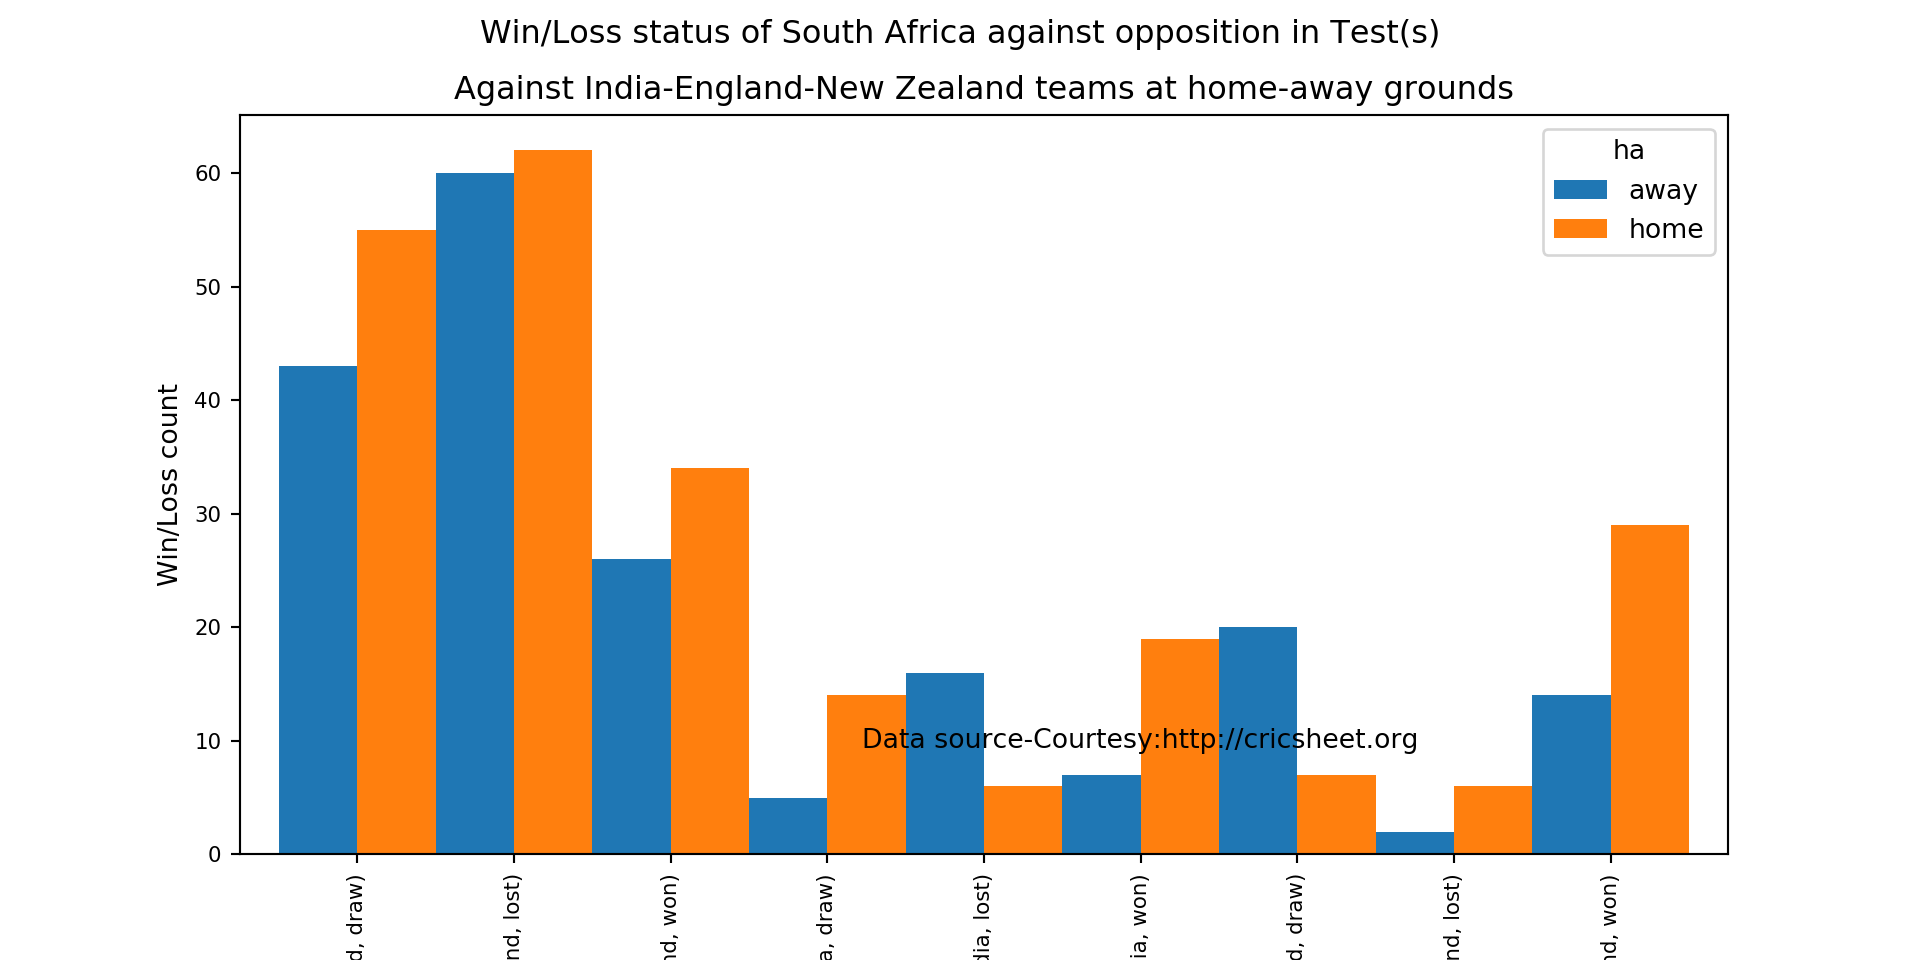 Win/Loss status of South Africa against opposition in Test(s)
Against India-England-New Zealand teams at home-away grounds
ha
away
home
Win/Loss count
60
50
40
30
20
10
0
Data source-Courtesy:http://cricsheet.org
d, draw)
nd, lost)
nd, won)
a, draw)
dia, lost)
ia, won)
d, draw)
nd, lost)
nd, won)